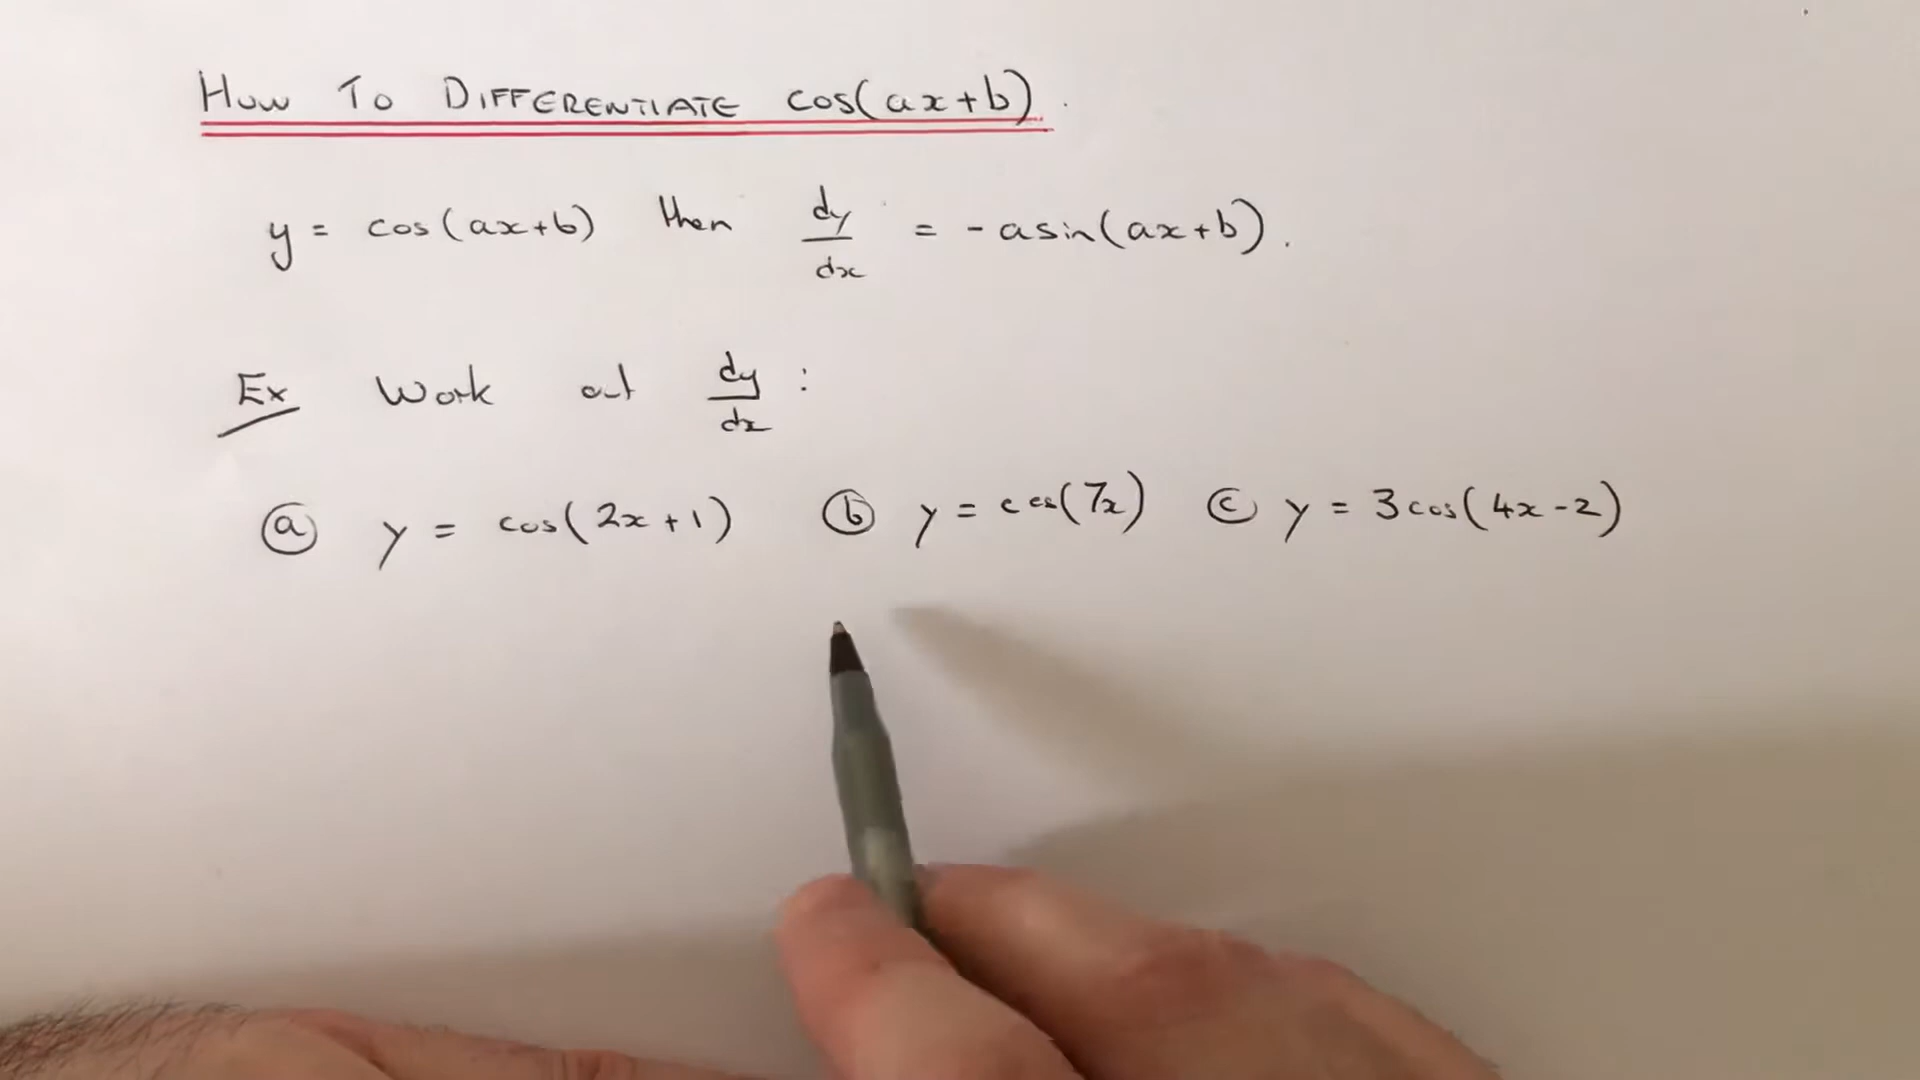 HOW TO DIFFERENTIATE cos(ax+b).
y = cos(ax+b) then dy/dx = -asin(ax+b).
Ex Work out dy/dx :
ⓐ y = cos(2x+1) ⓑ y = cos(7x) ⓒ y = 3cos(4x-2)